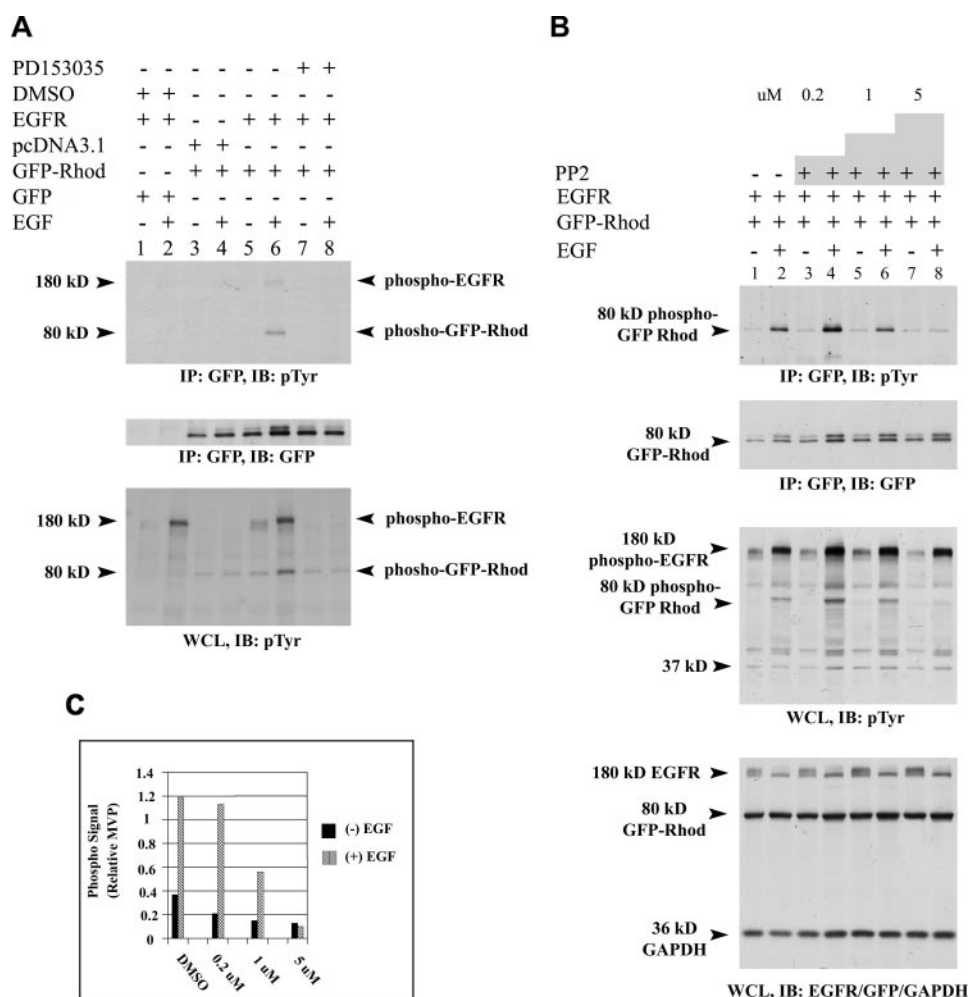 A
PD153035 - - - - - - + +
DMSO + + - - - - - -
EGFR + + - - + + + +
pcDNA3.1 - - + + - - - -
GFP-Rhod - - + + + + + +
GFP + + - - - - - -
EGF - + - + - + - +
1 2 3 4 5 6 7 8
180 kD
phospho-EGFR
80 kD
phosho-GFP-Rhod
IP: GFP, IB: pTyr
IP: GFP, IB: GFP
180 kD
phospho-EGFR
80 kD
phosho-GFP-Rhod
WCL, IB: pTyr
B
uM 0.2 1 5
PP2 - - + + + + + +
EGFR + + + + + + + +
GFP-Rhod + + + + + + + +
EGF - + - + - + - +
1 2 3 4 5 6 7 8
80 kD phospho-
GFP Rhod
IP: GFP, IB: pTyr
80 kD
GFP-Rhod
IP: GFP, IB: GFP
180 kD
phospho-EGFR
80 kD phospho-
GFP Rhod
37 kD
WCL, IB: pTyr
180 kD EGFR
80 kD
GFP-Rhod
36 kD
GAPDH
WCL, IB: EGFR/GFP/GAPDH
C
Phospho Signal
(Relative MVP)
1.4
1.2
1
0.8
0.6
0.4
0.2
0
DMSO
0.2 uM
1 uM
5 uM
(-) EGF
(+) EGF